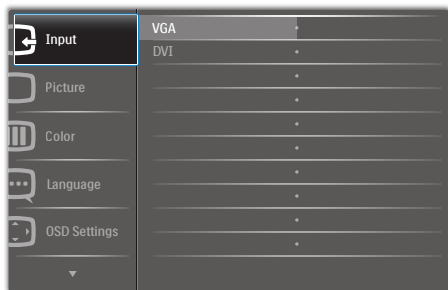 Input
VGA
DVI
Picture
Color
Language
OSD Settings